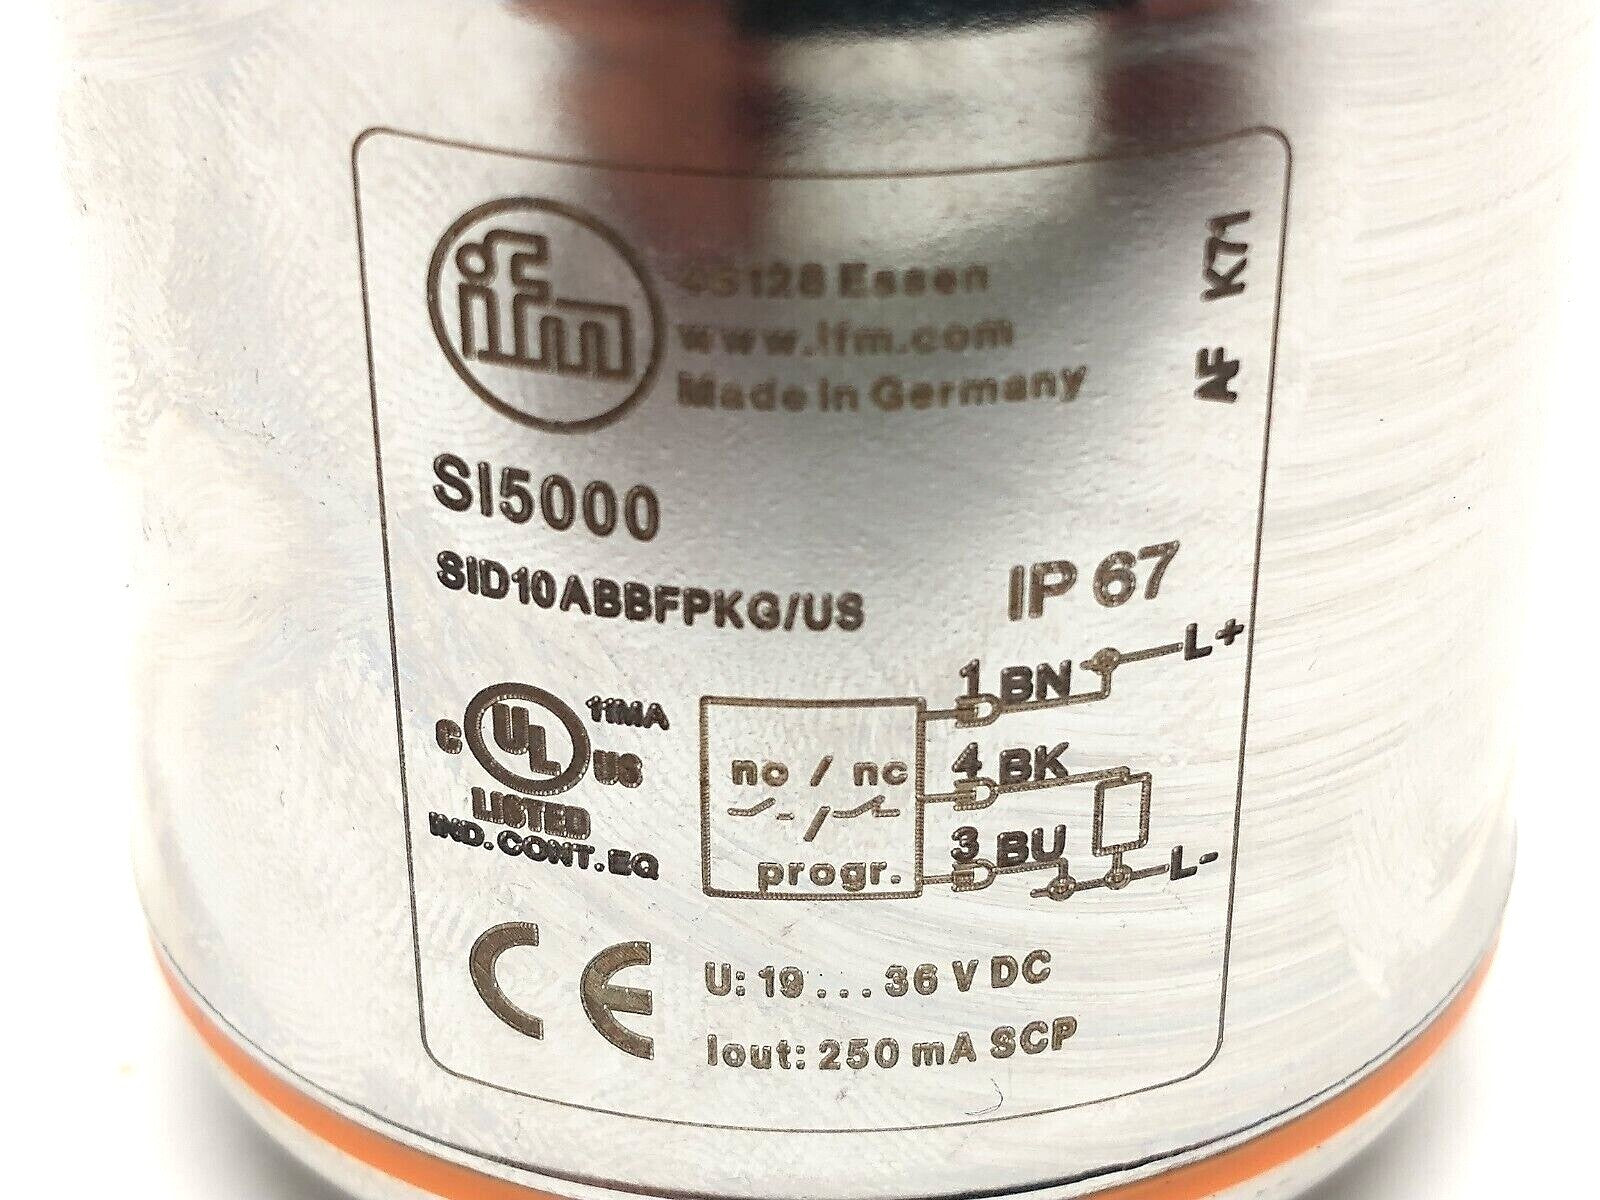 ifm
45128 Essen
www.ifm.com
Made in Germany
AF K71
SI5000
SID10ABBFPKG/US
IP 67
C UL US 11MA
LISTED
IND. CONT. EQ
no / nc
progr.
1 BN L+
4 BK
3 BU L-
CE
U: 19 ... 36 V DC
Iout: 250 mA SCP